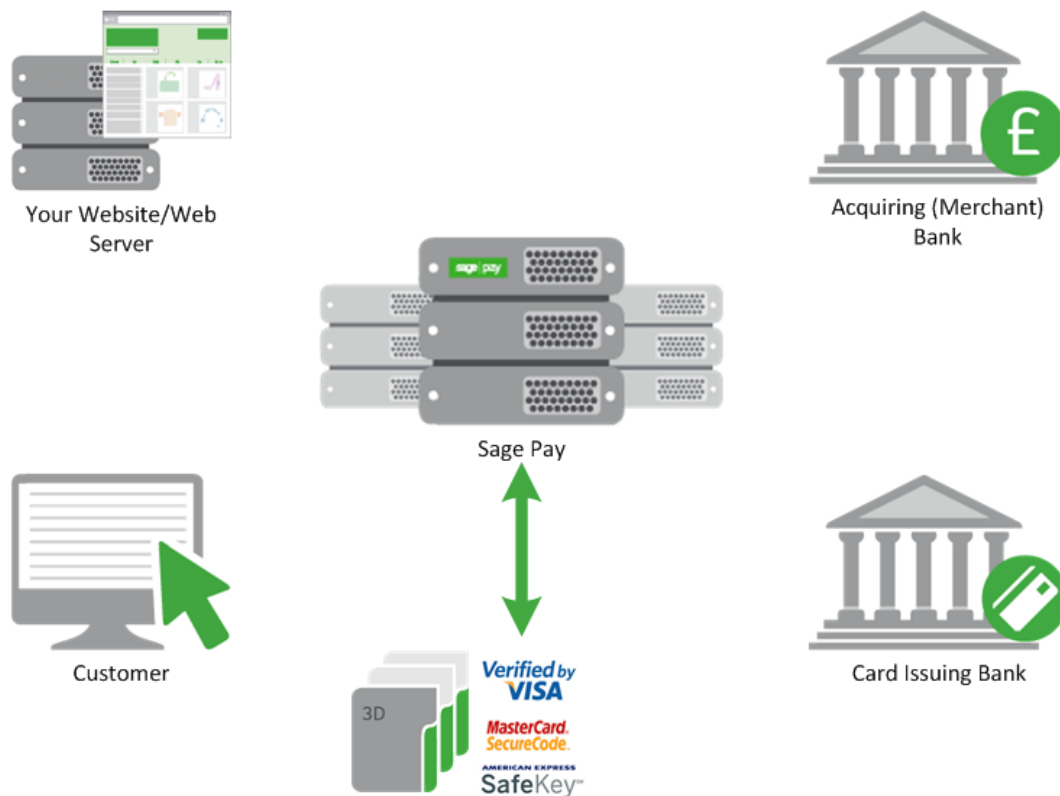 Your Website/Web
Server
£
Acquiring (Merchant)
Bank
sage pay
Sage Pay
Customer
Card Issuing Bank
3D
Verified by
VISA
MasterCard.
SecureCode.
AMERICAN EXPRESS
SafeKey℠